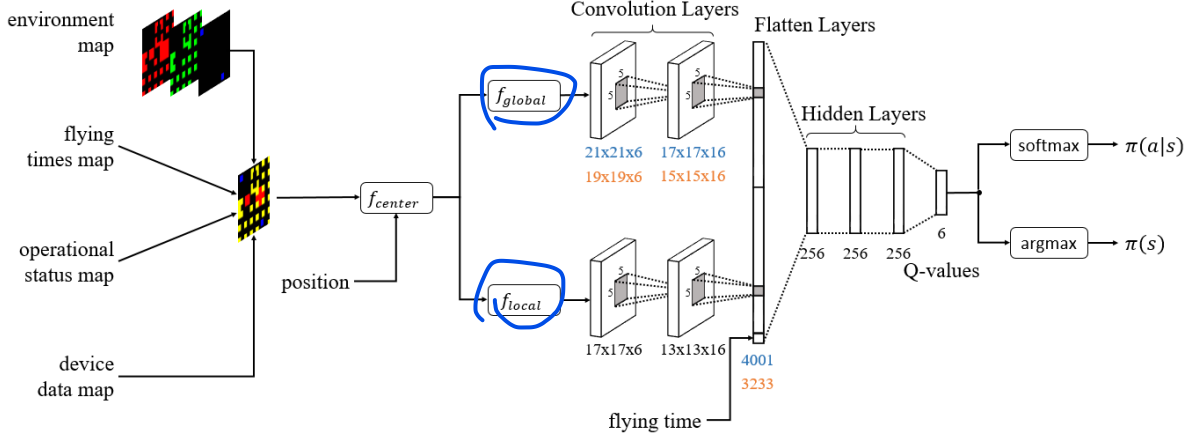 environment
map
flying
times map
operational
status map
device
data map
position
f_center
f_global
f_local
Convolution Layers
5
5
5
5
21x21x6
17x17x16
19x19x6
15x15x16
5
5
5
5
17x17x6
13x13x16
Flatten Layers
4001
3233
flying time
Hidden Layers
256
256
256
6
Q-values
softmax
π(a|s)
argmax
π(s)